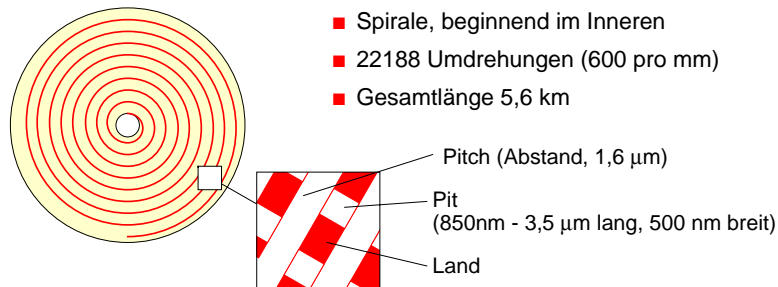 Spirale, beginnend im Inneren
22188 Umdrehungen (600 pro mm)
Gesamtlänge 5,6 km
Pitch (Abstand, 1,6 μm)
Pit
(850nm - 3,5 μm lang, 500 nm breit)
Land